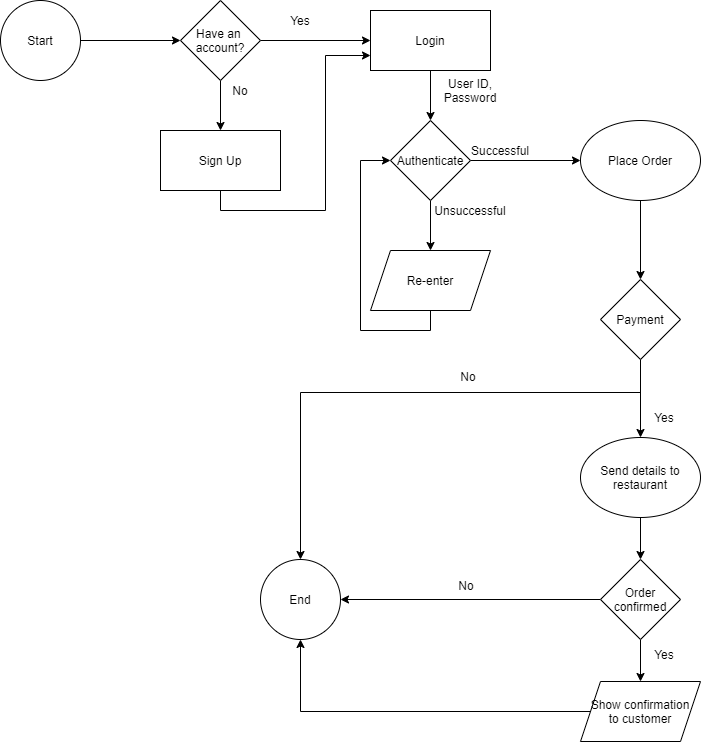 Start
Have an
account?
Yes
Login
No
User ID,
Password
Sign Up
Authenticate
Successful
Place Order
Unsuccessful
Re-enter
Payment
No
Yes
Send details to
restaurant
End
No
Order
confirmed
Yes
Show confirmation
to customer